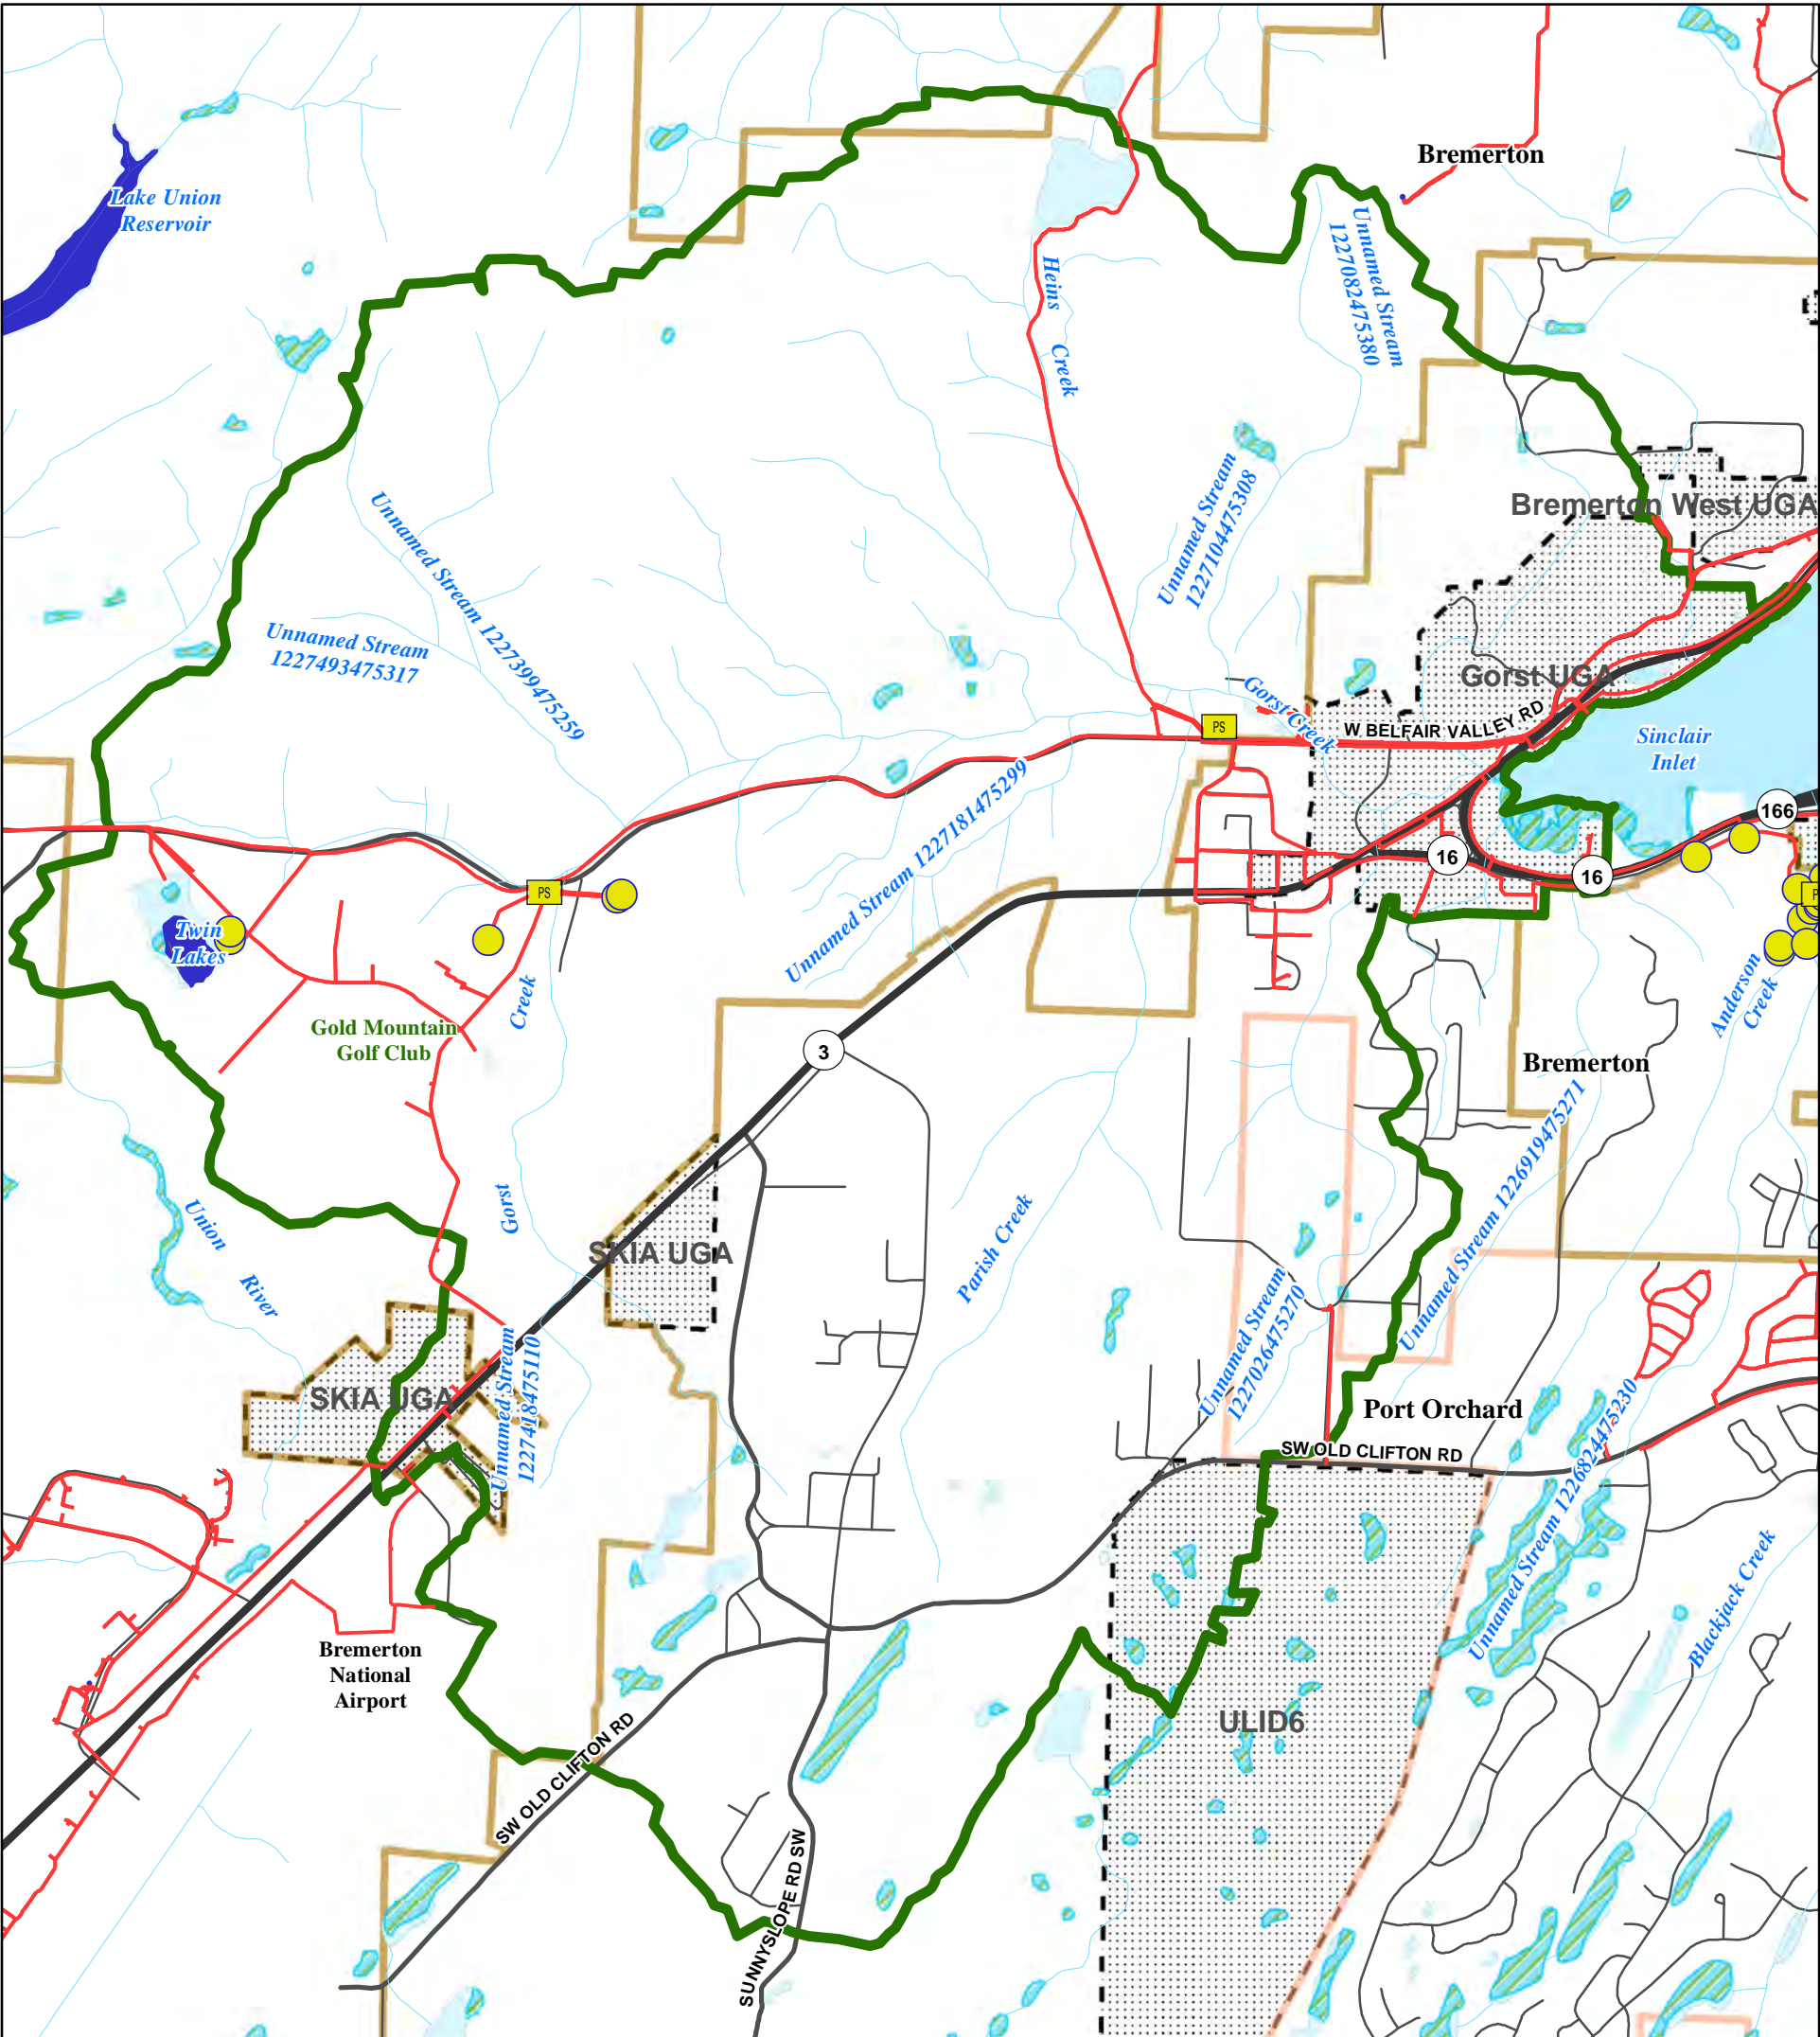 Bremerton
Lake Union
Reservoir
Unnamed Stream
1227082475380
Heins
Creek
Unnamed Stream
1227104475308
Bremerton West UGA
Unnamed Stream 1227399475259
Unnamed Stream
1227493475317
Gorst UGA
Gorst Creek
W BELFAIR VALLEY RD
PS
Sinclair
Inlet
Unnamed Stream 1227181475299
166
16
16
PS
P
Twin
Lakes
Creek
Gold Mountain
Golf Club
Anderson
Creek
3
Bremerton
Unnamed Stream 1226919475271
Gorst
Union
River
SKIA UGA
Parish Creek
Unnamed Stream
1227026475270
Unnamed Stream
1227418475110
SKIA UGA
Port Orchard
SW OLD CLIFTON RD
Unnamed Stream 1226824475230
Blackjack Creek
Bremerton
National
Airport
ULID6
SW OLD CLIFTON RD
SUNNYSLOPE RD SW